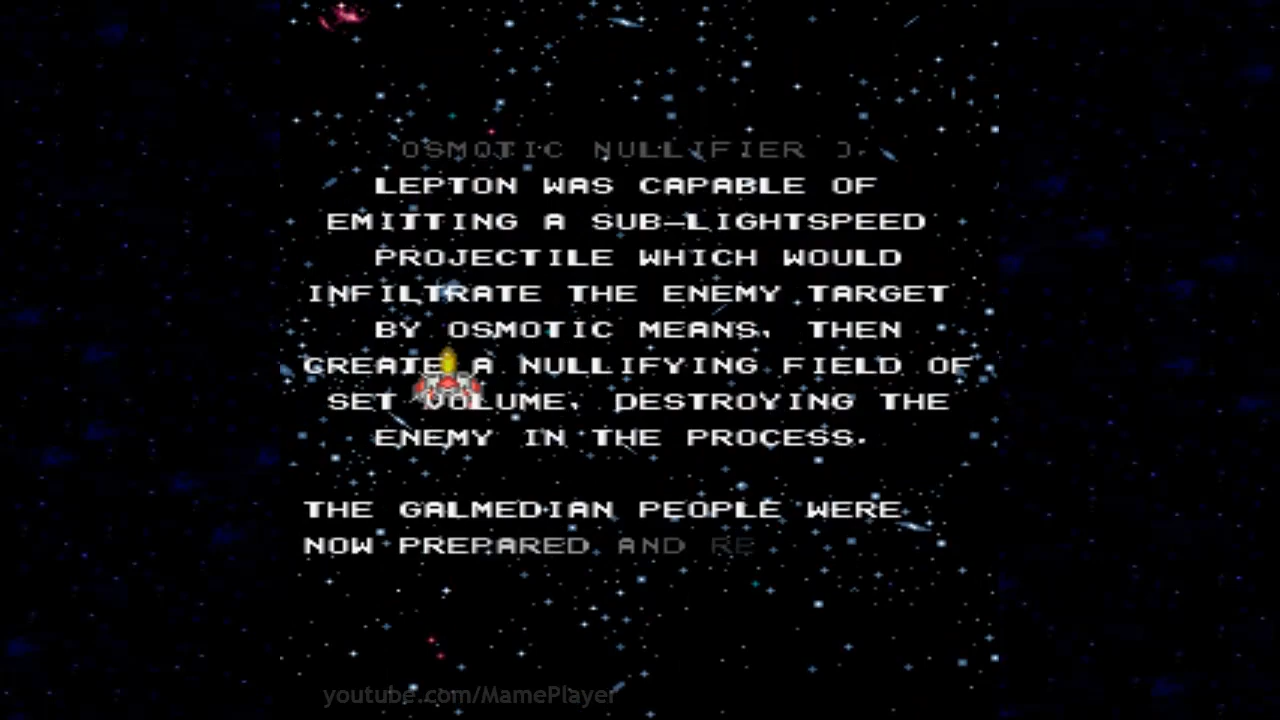 OSMOTIC NULLIFIER ).
LEPTON WAS CAPABLE OF
EMITTING A SUB-LIGHTSPEED
PROJECTILE WHICH WOULD
INFILTRATE THE ENEMY TARGET
BY OSMOTIC MEANS, THEN
CREATE A NULLIFYING FIELD OF
SET VOLUME, DESTROYING THE
ENEMY IN THE PROCESS.
THE GALMEDIAN PEOPLE WERE
NOW PREPARED AND RE
youtube.com/MamePlayer